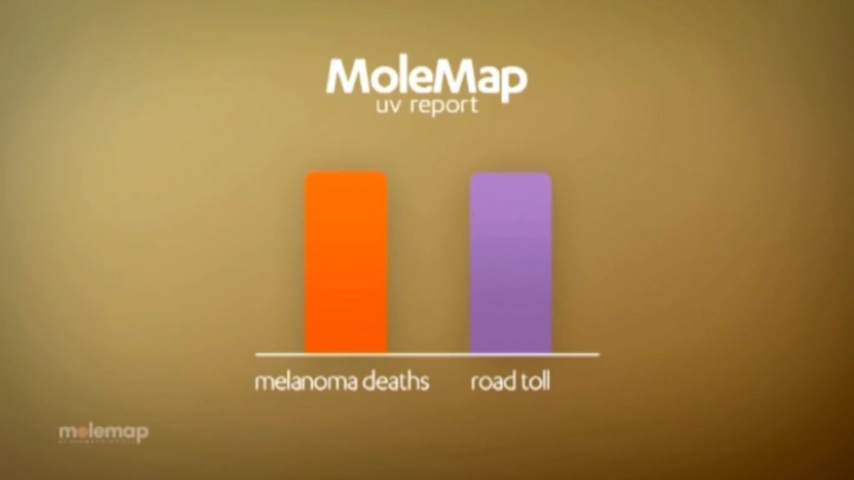 MoleMap
uv report
melanoma deaths road toll
molemap